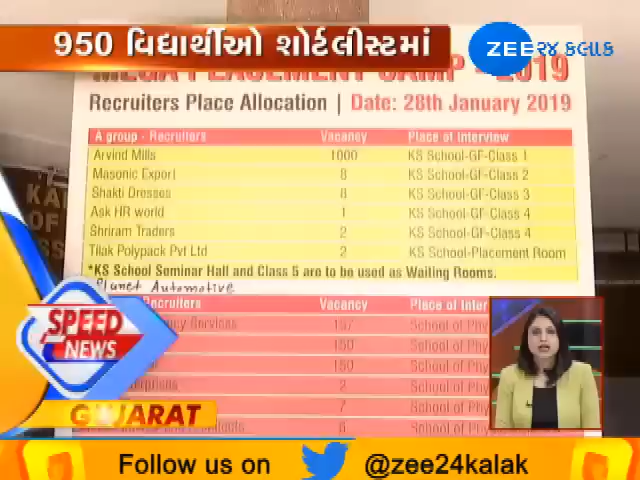 950 વિદ્યાર્થીઓ શોર્ટલીસ્ટમાં
ZEE ૨૪ કલાક
MEGA PLACEMENT CAMP - 2019
Recruiters Place Allocation | Date: 28th January 2019
A group - Recruiters Vacancy Place of Interview
Arvind Mills 1000 KS School-GF-Class 1
Masonic Export 8 KS School-GF-Class 2
Shakti Dresses 8 KS School-GF-Class 3
Ask HR world 1 KS School-GF-Class 4
Shriram Traders 2 KS School-GF-Class 4
Tilak Polypack Pvt Ltd 2 KS School-Placement Room
*KS School Seminar Hall and Class 5 are to be used as Waiting Rooms.
Planet Automotive
Recruiters Vacancy Place of Inter
Services 157 School of Phy
150 School of Phy
150 School of Phy
2 School of Phy
7 School of Phy
6 School of Phy
KA
OF
SPEED
NEWS
GUJARAT
Follow us on @zee24kalak